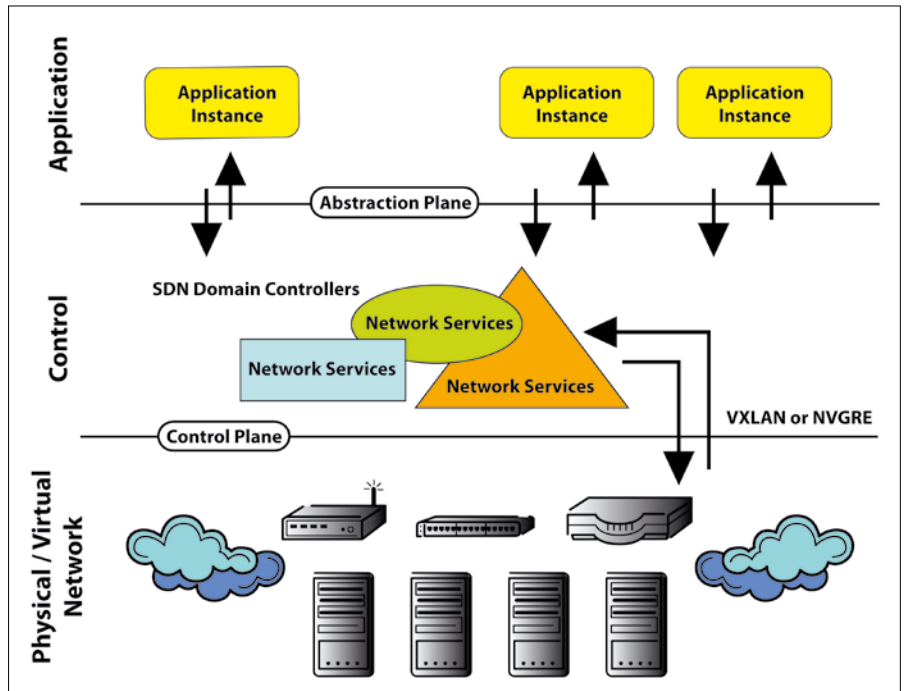 Application
Application
Instance
Application
Instance
Application
Instance
Abstraction Plane
Control
SDN Domain Controllers
Network Services
Network Services
Network Services
VXLAN or NVGRE
Control Plane
Physical / Virtual
Network